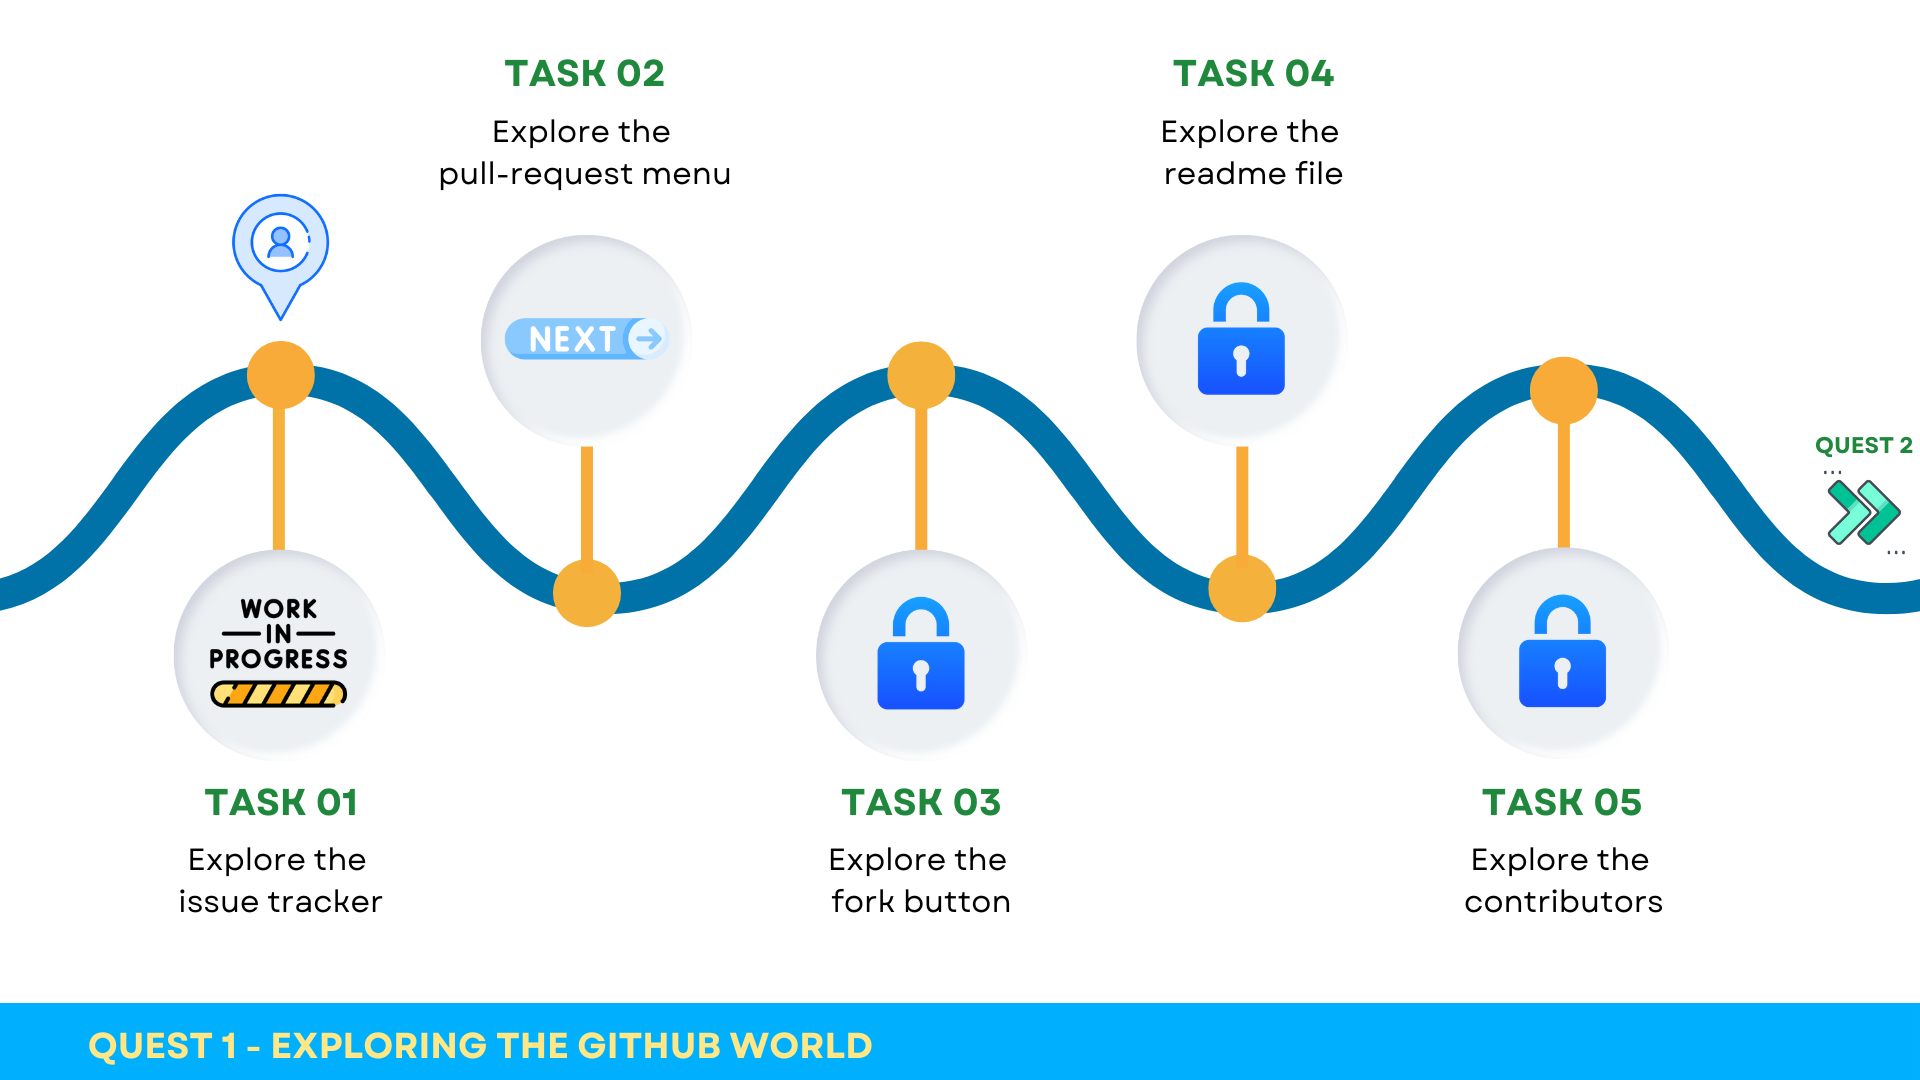 TASK 02
Explore the
pull-request menu
TASK 04
Explore the
readme file
NEXT
QUEST 2
...
...
WORK
IN
PROGRESS
TASK 01
Explore the
issue tracker
TASK 03
Explore the
fork button
TASK 05
Explore the
contributors
QUEST 1 - EXPLORING THE GITHUB WORLD